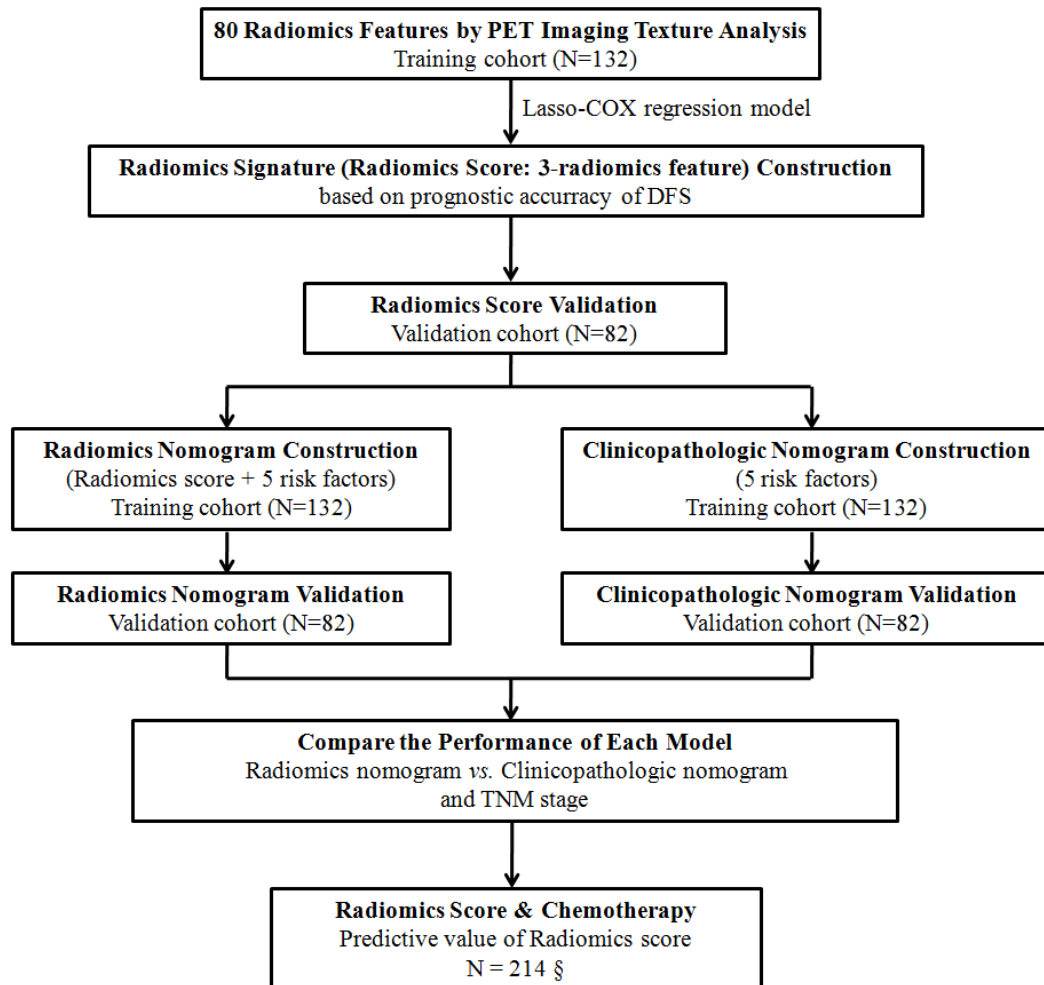 80 Radiomics Features by PET Imaging Texture Analysis
Training cohort (N=132)
Lasso-COX regression model
Radiomics Signature (Radiomics Score: 3-radiomics feature) Construction
based on prognostic accurracy of DFS
Radiomics Score Validation
Validation cohort (N=82)
Radiomics Nomogram Construction
(Radiomics score + 5 risk factors)
Training cohort (N=132)
Clinicopathologic Nomogram Construction
(5 risk factors)
Training cohort (N=132)
Radiomics Nomogram Validation
Validation cohort (N=82)
Clinicopathologic Nomogram Validation
Validation cohort (N=82)
Compare the Performance of Each Model
Radiomics nomogram vs. Clinicopathologic nomogram
and TNM stage
Radiomics Score & Chemotherapy
Predictive value of Radiomics score
N = 214 §